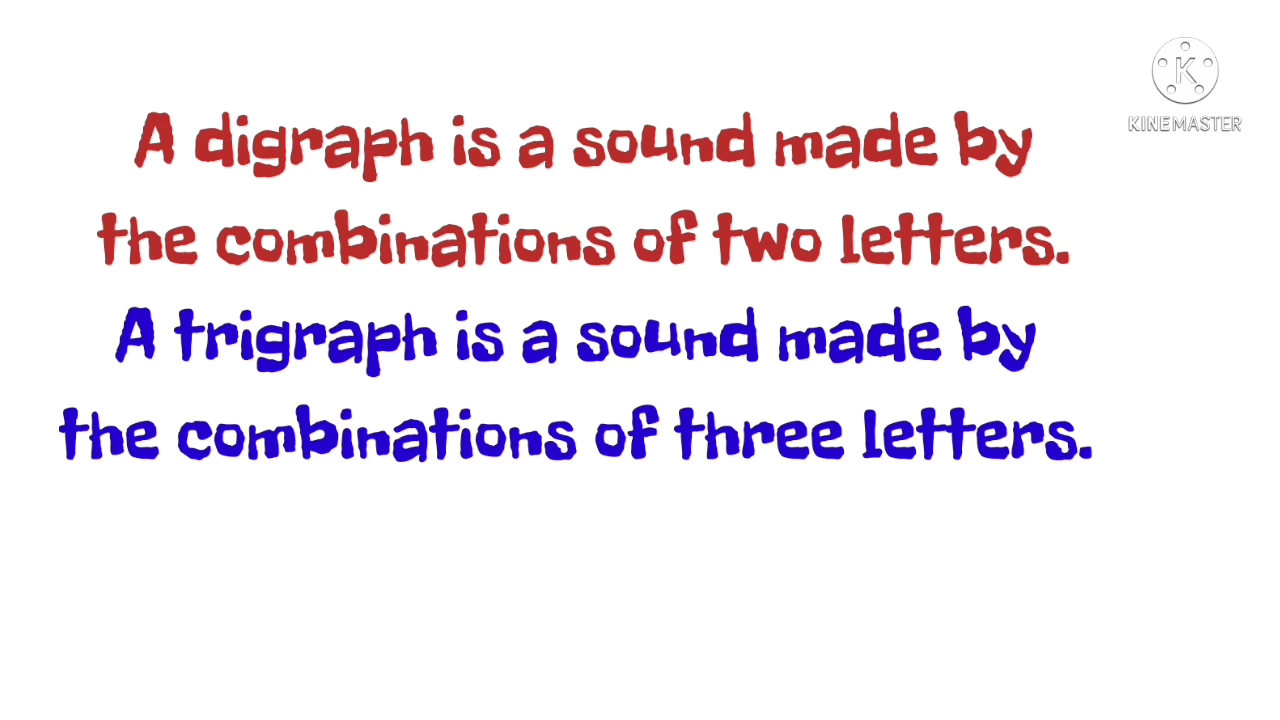 KINEMASTER
A digraph is a sound made by
the combinations of two letters.
A trigraph is a sound made by
the combinations of three letters.